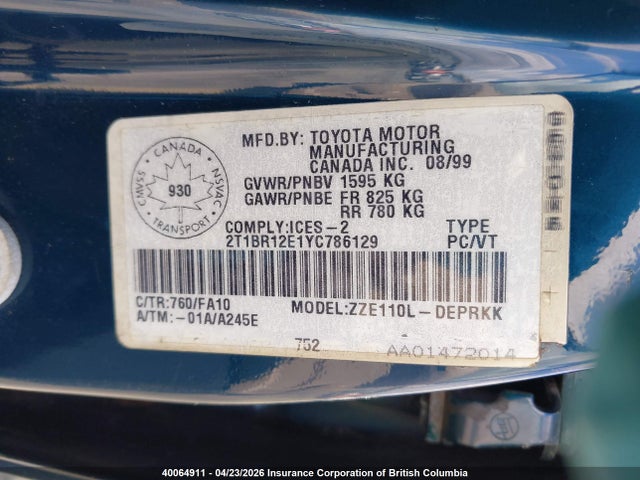 MFD.BY: TOYOTA MOTOR
MANUFACTURING
CANADA INC. 08/99
GVWR/PNBV 1595 KG
GAWR/PNBE FR 825 KG
RR 780 KG
CANADA
CMVSS
930
NSVAC
TRANSPORT
COMPLY:ICES-2 TYPE
2T1BR12E1YC786129 PC/VT
C/TR:760/FA10 MODEL:ZZE110L-DEPRKK
A/TM:-01A/A245E
752 AA01472014
40064911 - 04/23/2026 Insurance Corporation of British Columbia